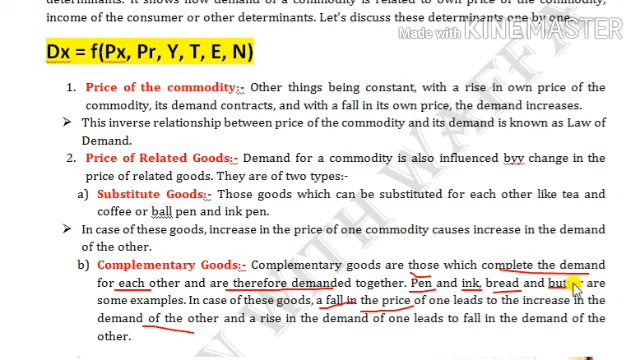 determinants. It shows how demand of a commodity is related to own price of the commodity,
income of the consumer or other determinants. Let's discuss these determinants one by one.
Made with KINEMASTER
Dx = f(Px, Pr, Y, T, E, N)
1. Price of the commodity:- Other things being constant, with a rise in own price of the
commodity, its demand contracts, and with a fall in its own price, the demand increases.
➤ This inverse relationship between price of the commodity and its demand is known as Law of
Demand.
2. Price of Related Goods:- Demand for a commodity is also influenced byy change in the
price of related goods. They are of two types:-
a) Substitute Goods:- Those goods which can be substituted for each other like tea and
coffee or ball pen and ink pen.
➤ In case of these goods, increase in the price of one commodity causes increase in the demand
of the other.
b) Complementary Goods:- Complementary goods are those which complete the demand
for each other and are therefore demanded together. Pen and ink, bread and butter are
some examples. In case of these goods, a fall in the price of one leads to the increase in the
demand of the other and a rise in the demand of one leads to fall in the demand of the
other.
WITH WAFFA